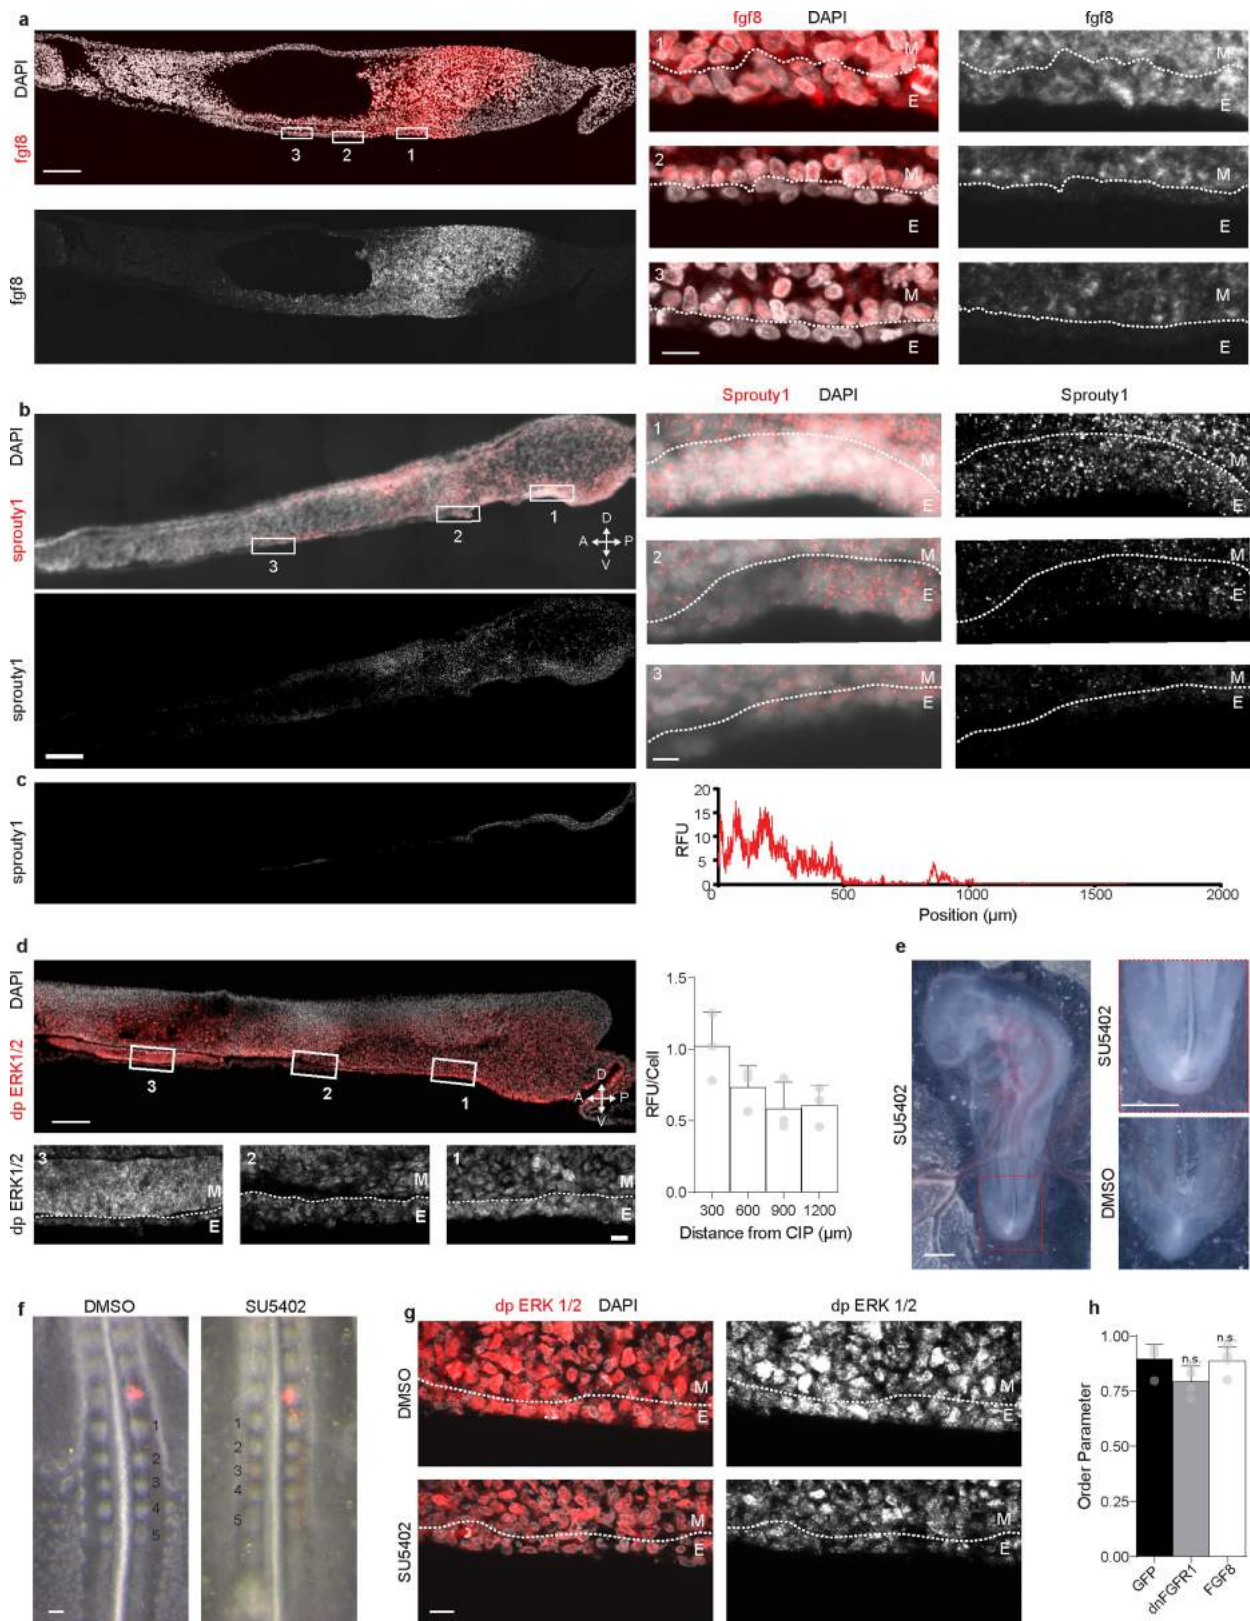 a
fgf8 DAPI
3
2
1
fgf8
fgf8 DAPI
fgf8
1
M
E
M
E
2
M
E
M
E
3
M
E
M
E
b
sprouty1 DAPI
1
2
3
D
A P
V
sprouty1
Sprouty1 DAPI
Sprouty1
1
M
E
2
M
E
3
M
E
c
sprouty1
RFU
20
15
10
5
0
500
1000
1500
2000
Position (µm)
d
dp ERK1/2 DAPI
3
2
1
D
A P
V
dp ERK1/2
3
M
E
2
M
E
1
M
E
RFU/Cell
1.5
1.0
0.5
0.0
300 600 900 1200
Distance from CIP (µm)
e
SU5402
SU5402
DMSO
f
DMSO
SU5402
1
2
3
4
5
1
2
3
4
5
g
dp ERK 1/2 DAPI
dp ERK 1/2
DMSO
M
E
M
E
SU5402
M
E
M
E
h
Order Parameter
1.00
0.75
0.50
0.25
0.00
n.s.
n.s.
GFP
dnFGFR1
FGF8